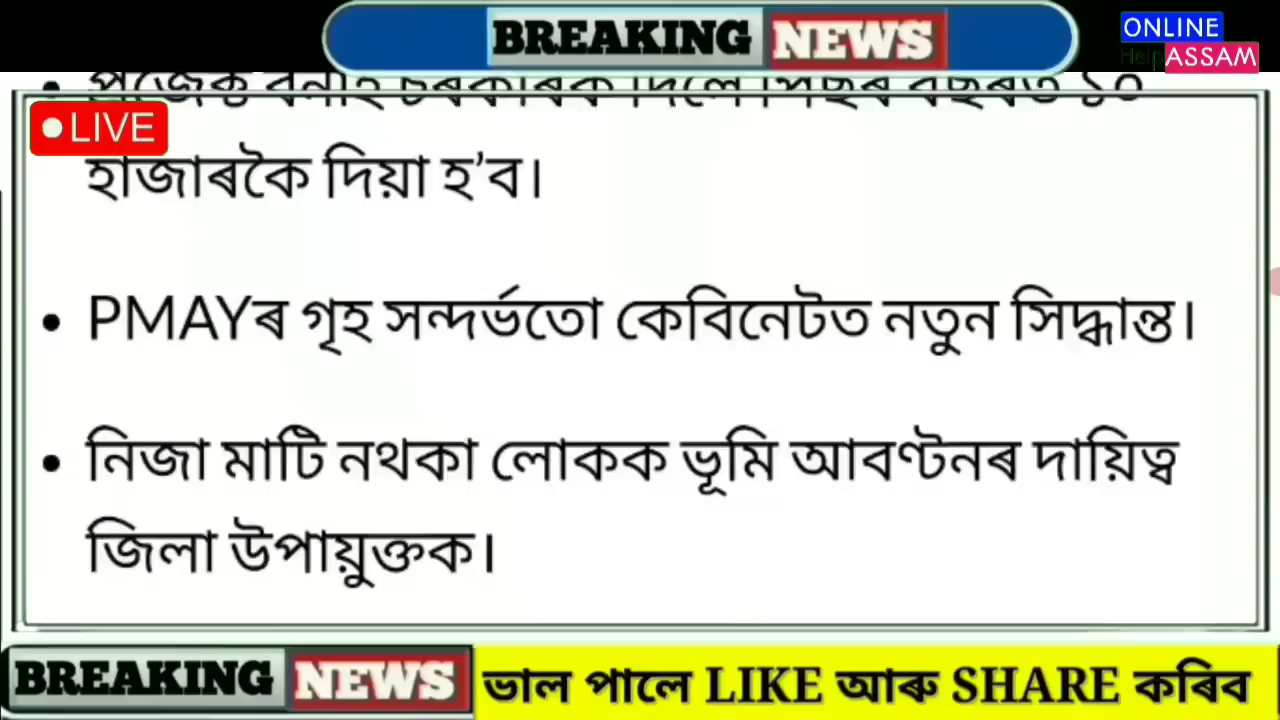 BREAKING NEWS
ONLINE
Help ASSAM
LIVE
হাজাৰকৈ দিয়া হ’ব।
• PMAYৰ গৃহ সন্দৰ্ভতো কেবিনেটত নতুন সিদ্ধান্ত।
• নিজা মাটি নথকা লোকক ভূমি আবণ্টনৰ দায়িত্ব
জিলা উপায়ুক্তক।
BREAKING NEWS ভাল পালে LIKE আৰু SHARE কৰিব